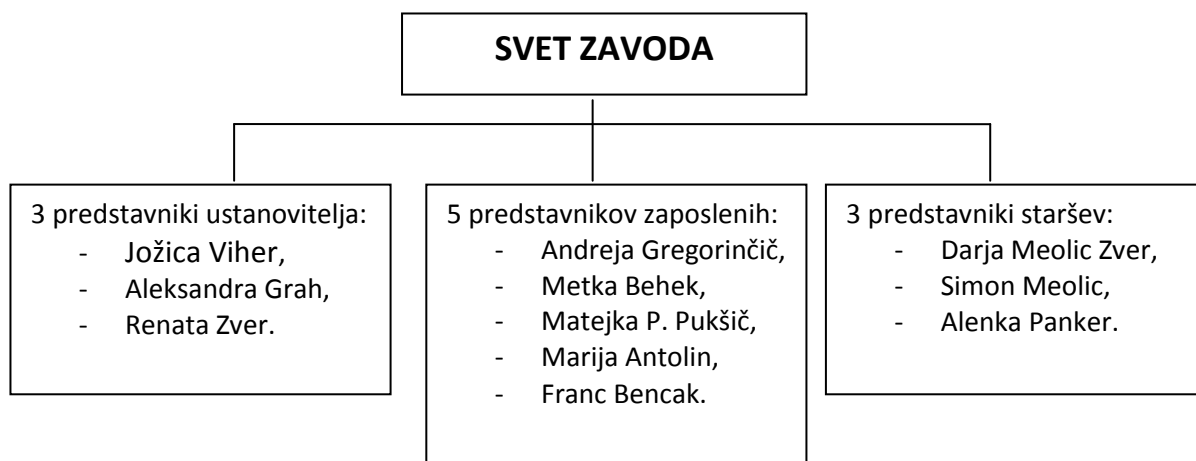 SVET ZAVODA
3 predstavniki ustanovitelja:
- Jožica Viher,
- Aleksandra Grah,
- Renata Zver.
5 predstavnikov zaposlenih:
- Andreja Gregorinčič,
- Metka Behek,
- Matejka P. Pukšič,
- Marija Antolin,
- Franc Bencak.
3 predstavniki staršev:
- Darja Meolic Zver,
- Simon Meolic,
- Alenka Panker.